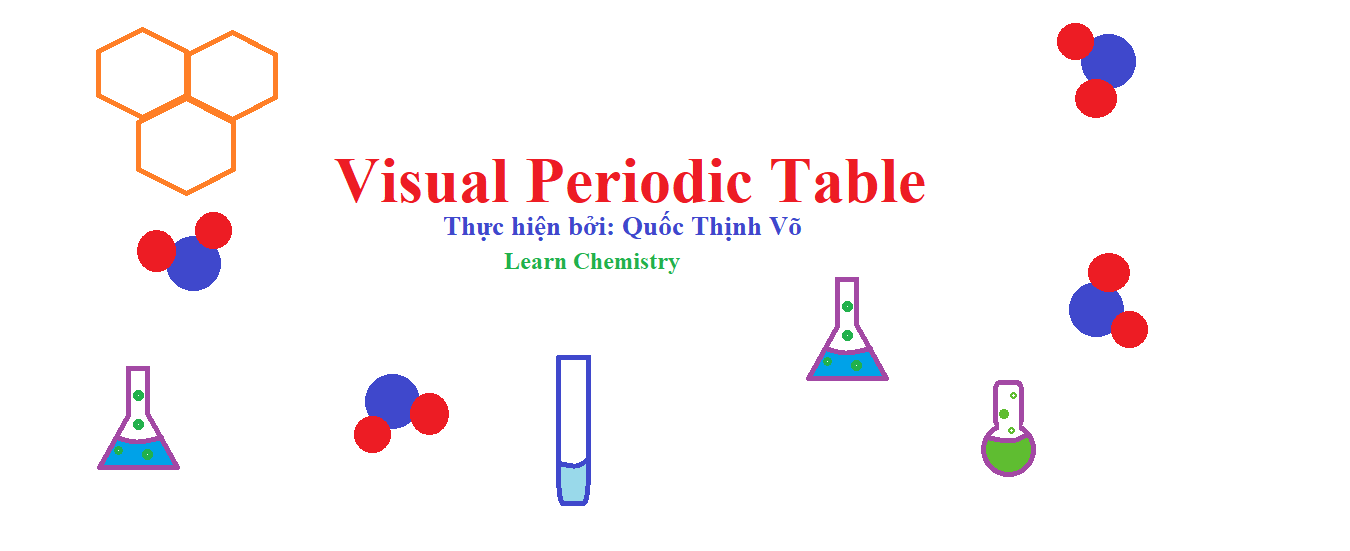 Visual Periodic Table
Thực hiện bởi: Quốc Thịnh Võ
Learn Chemistry